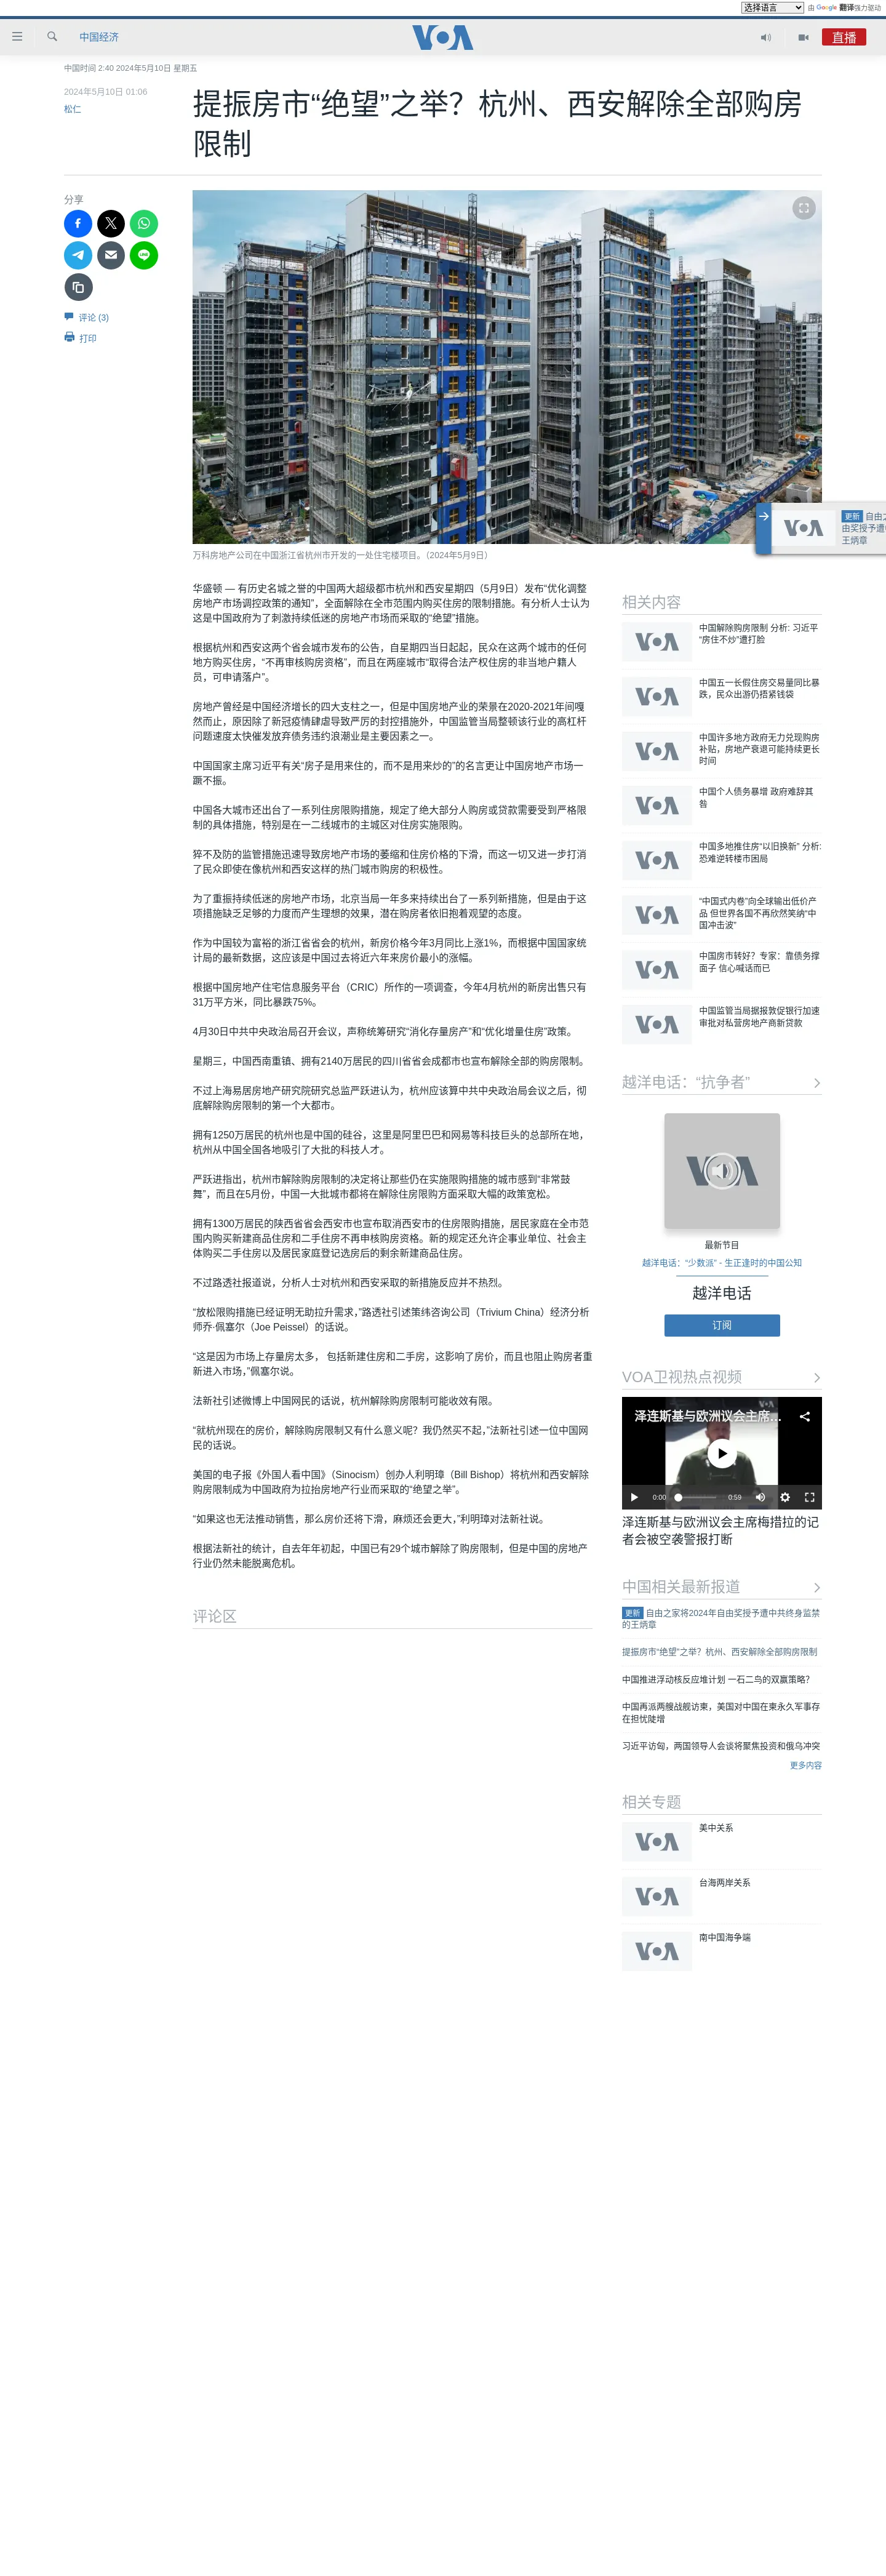 选择语言
由 Google 翻译强力驱动
中国经济
VOA
直播
中国时间 2:40 2024年5月10日 星期五
2024年5月10日 01:06
松仁
提振房市“绝望”之举？杭州、西安解除全部购房
限制
分享
评论 (3)
打印
万科房地产公司在中国浙江省杭州市开发的一处住宅楼项目。（2024年5月9日）
VOA
更新 自由之
由奖授予遭
王炳章
华盛顿 — 有历史名城之誉的中国两大超级都市杭州和西安星期四（5月9日）发布“优化调整
房地产市场调控政策的通知”，全面解除在全市范围内购买住房的限制措施。有分析人士认为
这是中国政府为了刺激持续低迷的房地产市场而采取的“绝望”措施。
根据杭州和西安这两个省会城市发布的公告，自星期四当日起起，民众在这两个城市的任何
地方购买住房，“不再审核购房资格”，而且在两座城市“取得合法产权住房的非当地户籍人
员，可申请落户”。
房地产曾经是中国经济增长的四大支柱之一，但是中国房地产业的荣景在2020-2021年间嘎
然而止，原因除了新冠疫情肆虐导致严厉的封控措施外，中国监管当局整顿该行业的高杠杆
问题速度太快催发放弃债务违约浪潮业是主要因素之一。
中国国家主席习近平有关“房子是用来住的，而不是用来炒的”的名言更让中国房地产市场一
蹶不振。
中国各大城市还出台了一系列住房限购措施，规定了绝大部分人购房或贷款需要受到严格限
制的具体措施，特别是在一二线城市的主城区对住房实施限购。
猝不及防的监管措施迅速导致房地产市场的萎缩和住房价格的下滑，而这一切又进一步打消
了民众即使在像杭州和西安这样的热门城市购房的积极性。
为了重振持续低迷的房地产市场，北京当局一年多来持续出台了一系列新措施，但是由于这
项措施缺乏足够的力度而产生理想的效果，潜在购房者依旧抱着观望的态度。
作为中国较为富裕的浙江省省会的杭州，新房价格今年3月同比上涨1%，而根据中国国家统
计局的最新数据，这应该是中国过去将近六年来房价最小的涨幅。
根据中国房地产住宅信息服务平台（CRIC）所作的一项调查，今年4月杭州的新房出售只有
31万平方米，同比暴跌75%。
4月30日中共中央政治局召开会议，声称统筹研究“消化存量房产”和“优化增量住房”政策。
星期三，中国西南重镇、拥有2140万居民的四川省省会成都市也宣布解除全部的购房限制。
不过上海易居房地产研究院研究总监严跃进认为，杭州应该算中共中央政治局会议之后，彻
底解除购房限制的第一个大都市。
拥有1250万居民的杭州也是中国的硅谷，这里是阿里巴巴和网易等科技巨头的总部所在地，
杭州从中国全国各地吸引了大批的科技人才。
严跃进指出，杭州市解除购房限制的决定将让那些仍在实施限购措施的城市感到“非常鼓
舞”，而且在5月份，中国一大批城市都将在解除住房限购方面采取大幅的政策宽松。
拥有1300万居民的陕西省省会西安市也宣布取消西安市的住房限购措施，居民家庭在全市范
围内购买新建商品住房和二手住房不再申核购房资格。新的规定还允许企事业单位、社会主
体购买二手住房以及居民家庭登记选房后的剩余新建商品住房。
不过路透社报道说，分析人士对杭州和西安采取的新措施反应并不热烈。
“放松限购措施已经证明无助拉升需求，”路透社引述策纬咨询公司（Trivium China）经济分析
师乔·佩塞尔（Joe Peissel）的话说。
“这是因为市场上存量房太多， 包括新建住房和二手房，这影响了房价，而且也阻止购房者重
新进入市场，”佩塞尔说。
法新社引述微博上中国网民的话说，杭州解除购房限制可能收效有限。
“就杭州现在的房价，解除购房限制又有什么意义呢？我仍然买不起，”法新社引述一位中国网
民的话说。
美国的电子报《外国人看中国》（Sinocism）创办人利明璋（Bill Bishop）将杭州和西安解除
购房限制成为中国政府为拉抬房地产行业而采取的“绝望之举”。
“如果这也无法推动销售，那么房价还将下滑，麻烦还会更大，”利明璋对法新社说。
根据法新社的统计，自去年年初起，中国已有29个城市解除了购房限制，但是中国的房地产
行业仍然未能脱离危机。
评论区
相关内容
VOA
中国解除购房限制 分析: 习近平
“房住不炒”遭打脸
VOA
中国五一长假住房交易量同比暴
跌，民众出游仍捂紧钱袋
VOA
中国许多地方政府无力兑现购房
补贴，房地产衰退可能持续更长
时间
VOA
中国个人债务暴增 政府难辞其
咎
VOA
中国多地推住房“以旧换新” 分析:
恐难逆转楼市困局
VOA
“中国式内卷”向全球输出低价产
品 但世界各国不再欣然笑纳“中
国冲击波”
VOA
中国房市转好？专家：靠债务撑
面子 信心喊话而已
VOA
中国监管当局据报敦促银行加速
审批对私营房地产商新贷款
越洋电话：“抗争者”
VOA
最新节目
越洋电话：“少数派” - 生正逢时的中国公知
越洋电话
订阅
VOA卫视热点视频
VOA
泽连斯基与欧洲议会主席...
0:00
0:59
泽连斯基与欧洲议会主席梅措拉的记
者会被空袭警报打断
中国相关最新报道
更新 自由之家将2024年自由奖授予遭中共终身监禁
的王炳章
提振房市“绝望”之举？杭州、西安解除全部购房限制
中国推进浮动核反应堆计划 一石二鸟的双赢策略？
中国再派两艘战舰访柬，美国对中国在柬永久军事存
在担忧陡增
习近平访匈，两国领导人会谈将聚焦投资和俄乌冲突
更多内容
相关专题
VOA
美中关系
VOA
台海两岸关系
VOA
南中国海争端